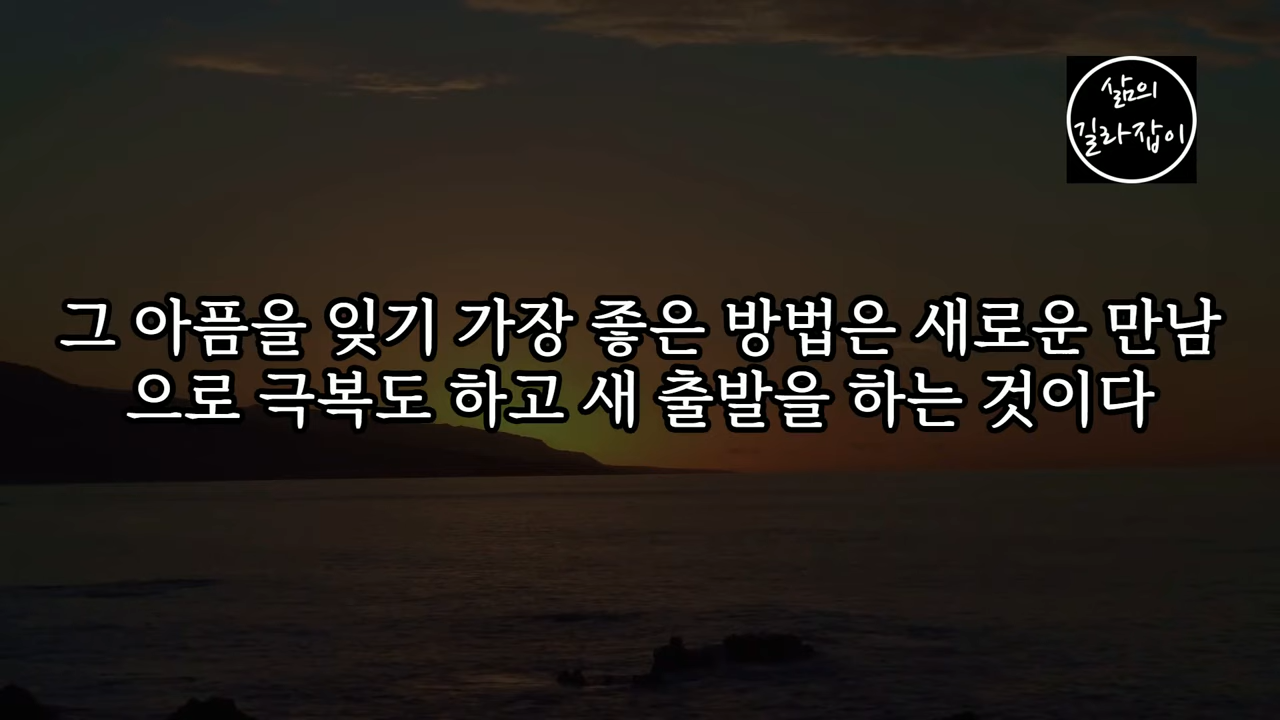 삶의
길라잡이
그 아픔을 잊기 가장 좋은 방법은 새로운 만남
으로 극복도 하고 새 출발을 하는 것이다